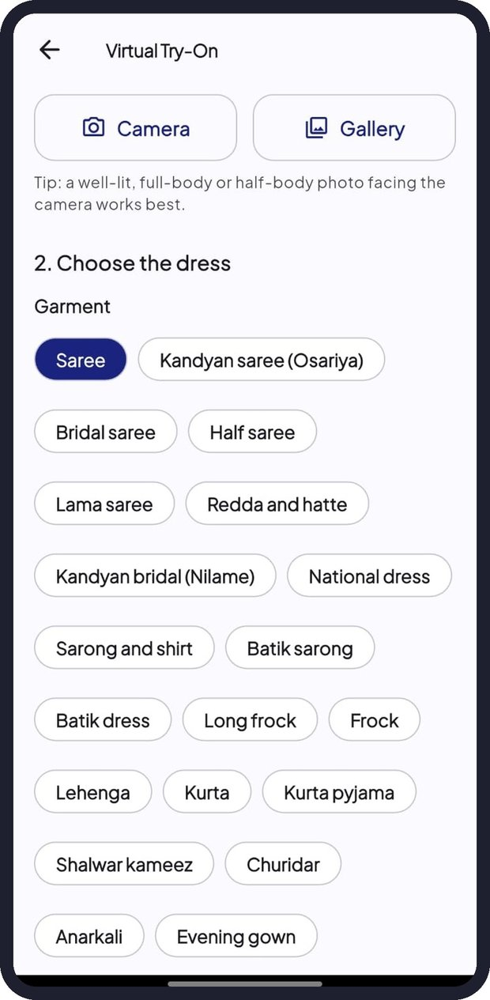 Virtual Try-On
Camera Gallery
Tip: a well-lit, full-body or half-body photo facing the
camera works best.
2. Choose the dress
Garment
Saree Kandyan saree (Osariya)
Bridal saree Half saree
Lama saree Redda and hatte
Kandyan bridal (Nilame) National dress
Sarong and shirt Batik sarong
Batik dress Long frock Frock
Lehenga Kurta Kurta pyjama
Shalwar kameez Churidar
Anarkali Evening gown